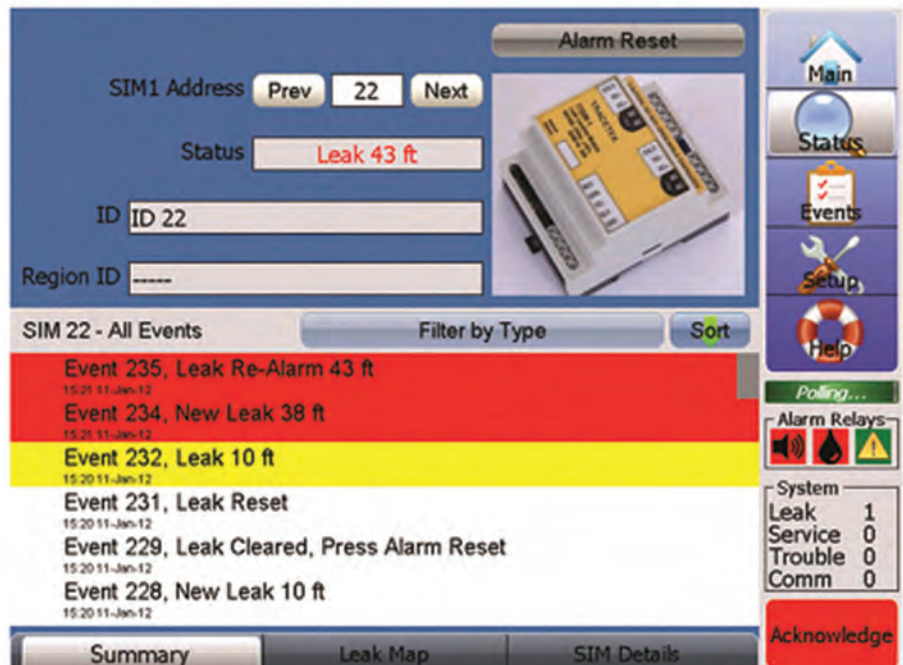 Alarm Reset
SIM1 Address Prev 22 Next
Status Leak 43 ft
ID ID 22
Region ID -----
TRACETEK
SIM 22 - All Events Filter by Type Sort
Event 235, Leak Re-Alarm 43 ft
15:21 11-Jan-12
Event 234, New Leak 38 ft
15:21 11-Jan-12
Event 232, Leak 10 ft
15:20 11-Jan-12
Event 231, Leak Reset
15:20 11-Jan-12
Event 229, Leak Cleared, Press Alarm Reset
15:20 11-Jan-12
Event 228, New Leak 10 ft
15:20 11-Jan-12
Summary Leak Map SIM Details
Main
Status
Events
Setup
Help
Polling...
Alarm Relays
System
Leak 1
Service 0
Trouble 0
Comm 0
Acknowledge